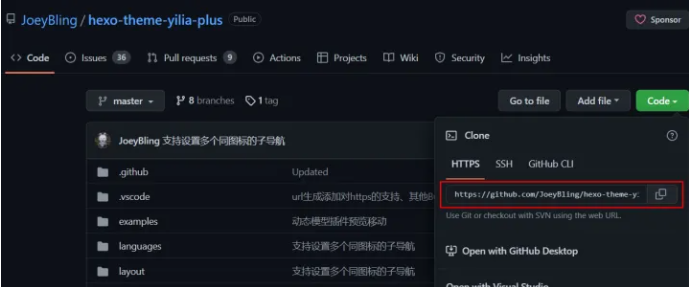 JoeyBling / hexo-theme-yilia-plus Public
Sponsor
Code Issues 36 Pull requests 9 Actions Projects Wiki Security Insights
master 8 branches 1 tag Go to file Add file Code
JoeyBling 支持设置多个同图标的子导航
.github Updated
.vscode url生成添加对https的支持、其他
examples 动态模型插件预览移动
languages 支持设置多个同图标的子导航
layout 支持设置多个同图标的子导航
Clone
HTTPS SSH GitHub CLI
https://github.com/JoeyBling/hexo-theme-y
Use Git or checkout with SVN using the web URL.
Open with GitHub Desktop
Open with Visual Studio